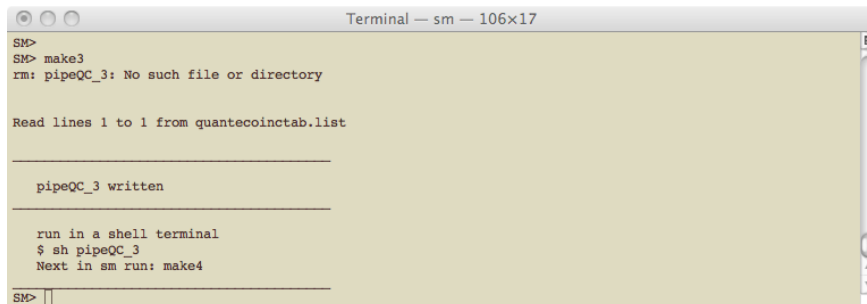 Terminal — sm — 106×17
SM>
SM> make3
rm: pipeQC_3: No such file or directory
Read lines 1 to 1 from quantecoinctab.list
pipeQC_3 written
run in a shell terminal
$ sh pipeQC_3
Next in sm run: make4
SM>